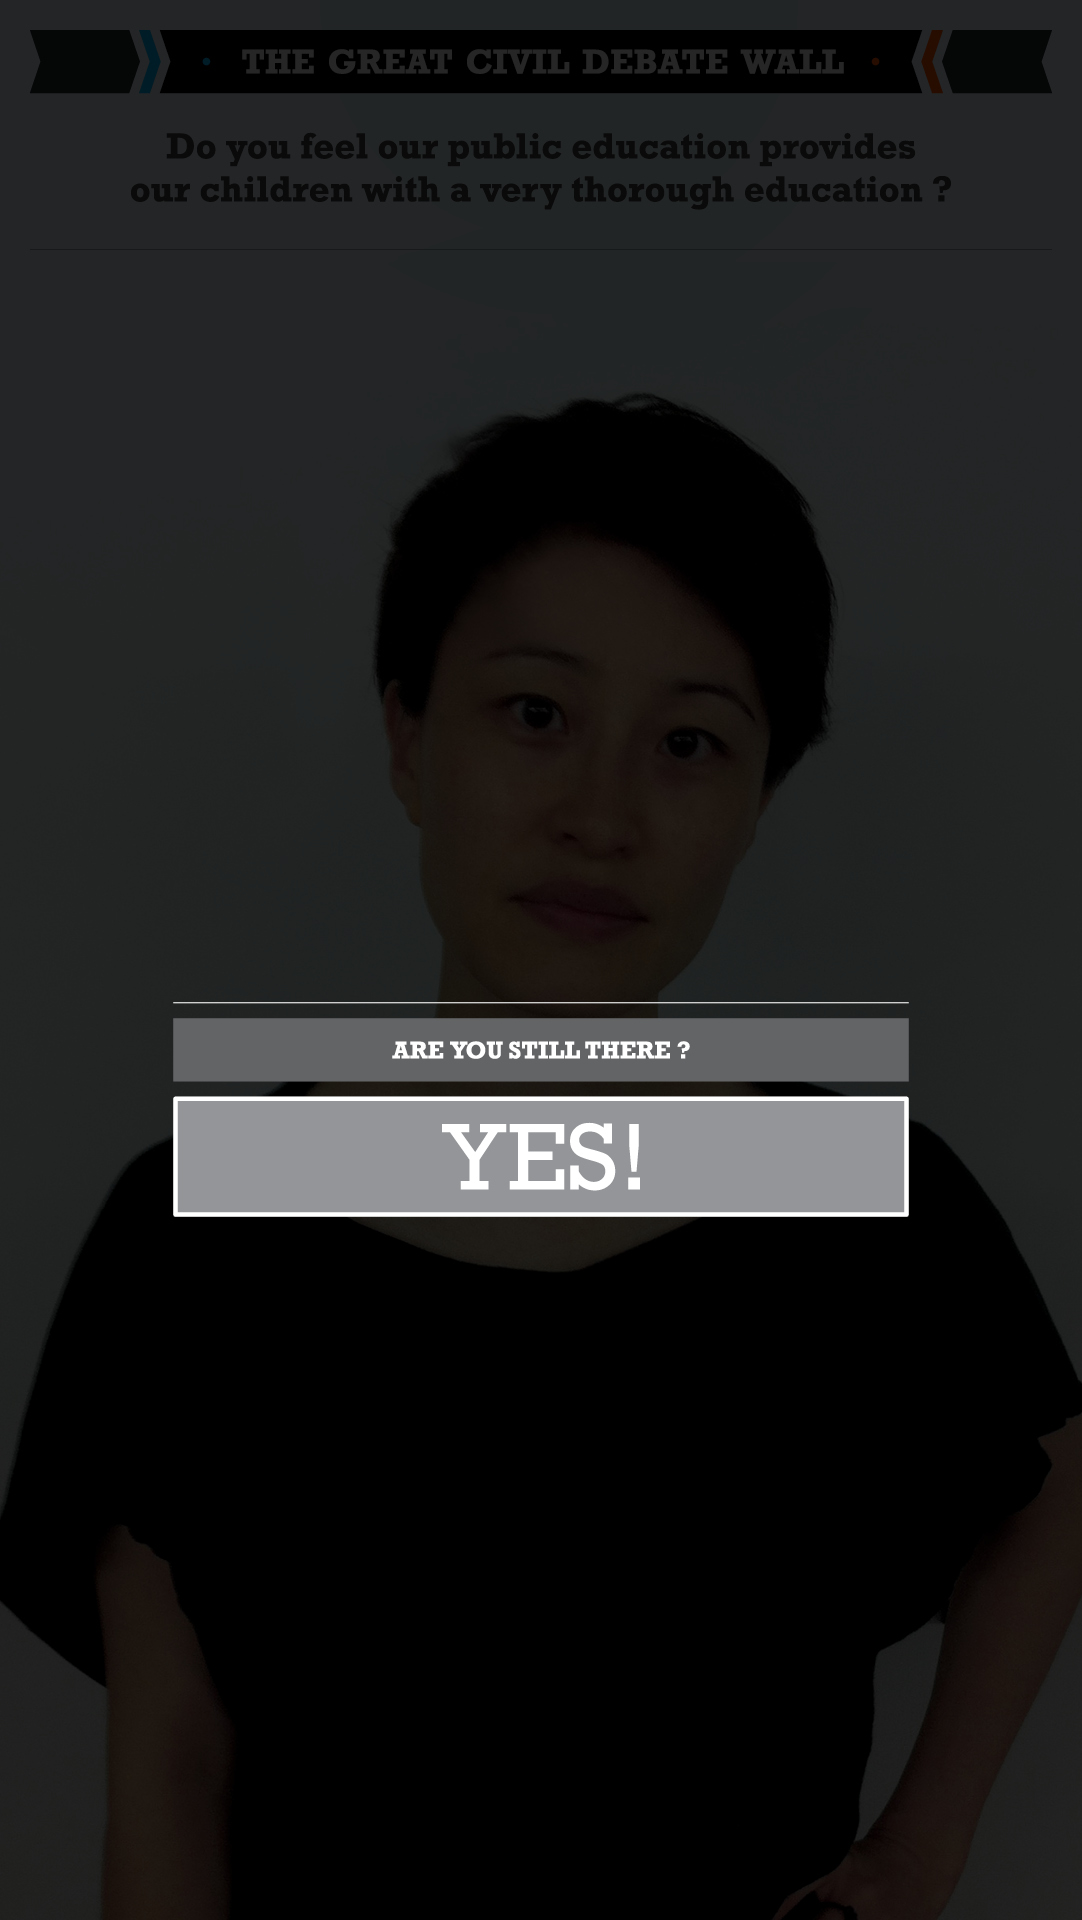 THE GREAT CIVIL DEBATE WALL
Do you feel our public education provides
our children with a very thorough education ?
ARE YOU STILL THERE ?
YES!